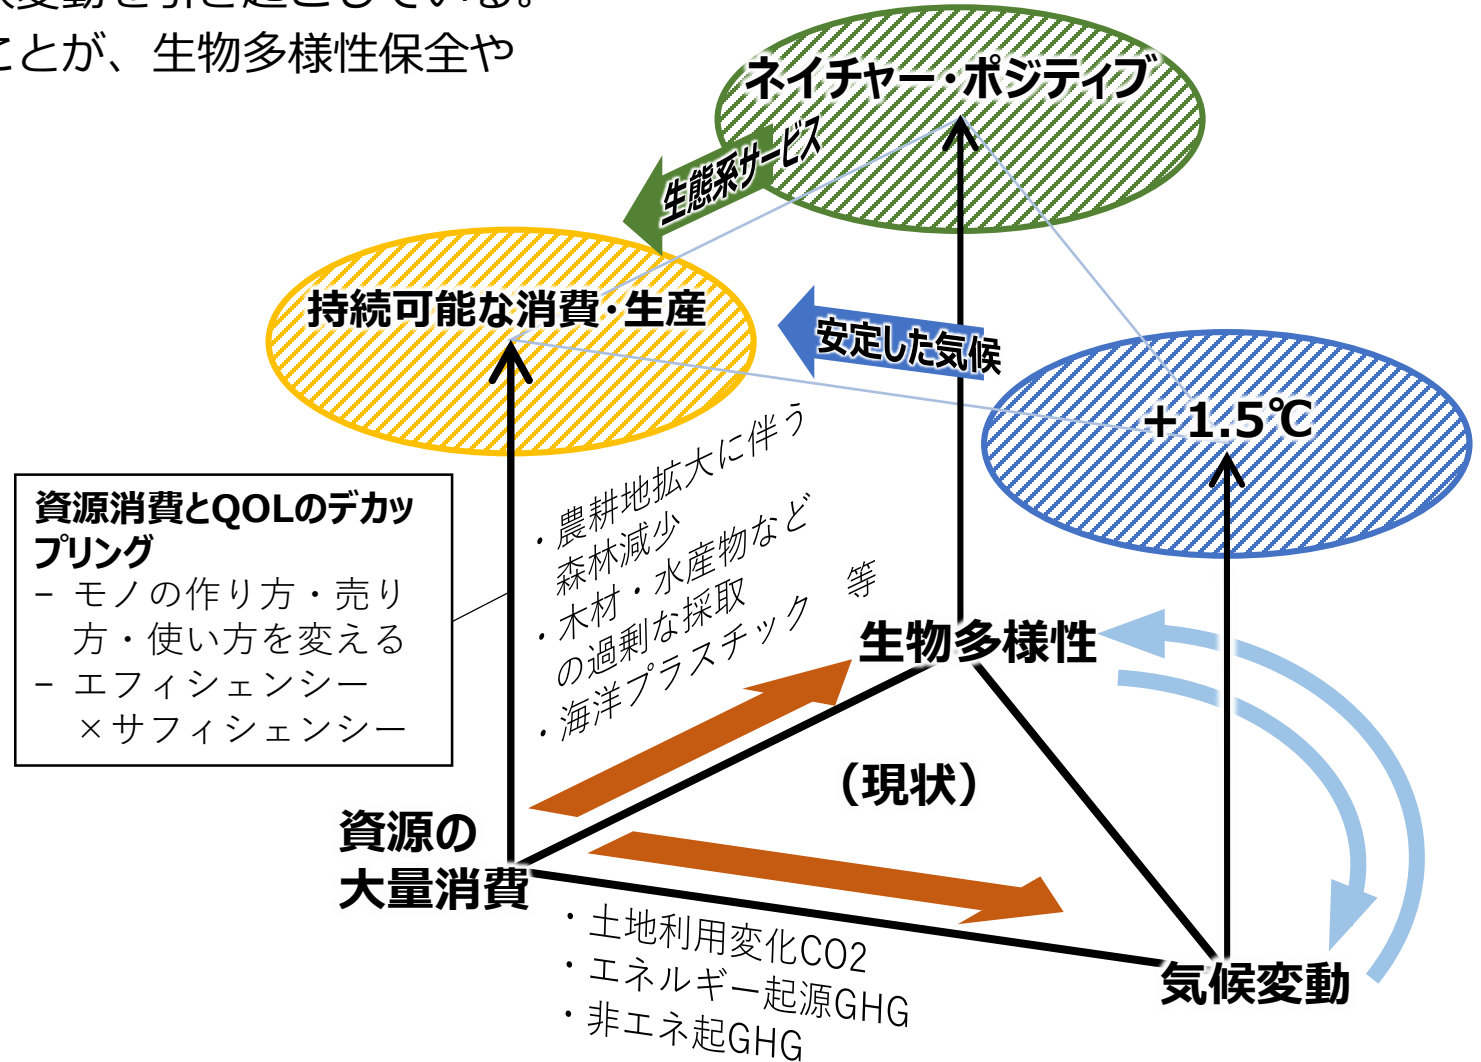 変動を引き起こしている。
ことが、生物多様性保全や
ネイチャー・ポジティブ
生態系サービス
持続可能な消費・生産
安定した気候
＋1.5℃
資源消費とQOLのデカッ
プリング
− モノの作り方・売り
方・使い方を変える
− エフィシェンシー
×サフィシェンシー
・農耕地拡大に伴う
森林減少
・木材・水産物など
の過剰な採取
・海洋プラスチック　等
生物多様性
（現状）
資源の
大量消費
・土地利用変化CO2
・エネルギー起源GHG
・非エネ起GHG
気候変動